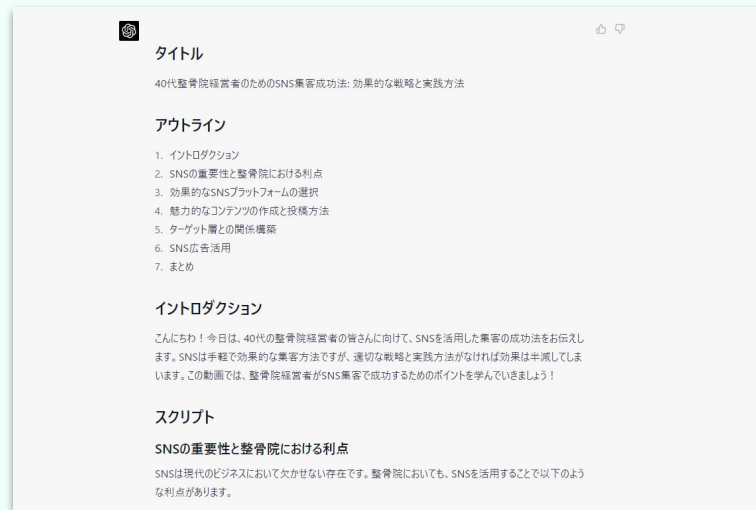 タイトル
40代整骨院経営者のためのSNS集客成功法: 効果的な戦略と実践方法
アウトライン
1. イントロダクション
2. SNSの重要性と整骨院における利点
3. 効果的なSNSプラットフォームの選択
4. 魅力的なコンテンツの作成と投稿方法
5. ターゲット層との関係構築
6. SNS広告活用
7. まとめ
イントロダクション
こんにちわ！今日は、40代の整骨院経営者の皆さんに向けて、SNSを活用した集客の成功法をお伝えし
ます。SNSは手軽で効果的な集客方法ですが、適切な戦略と実践方法がなければ効果は半減してしま
います。この動画では、整骨院経営者がSNS集客で成功するためのポイントを学んでいきましょう！
スクリプト
SNSの重要性と整骨院における利点
SNSは現代のビジネスにおいて欠かせない存在です。整骨院においても、SNSを活用することで以下のよう
な利点があります。